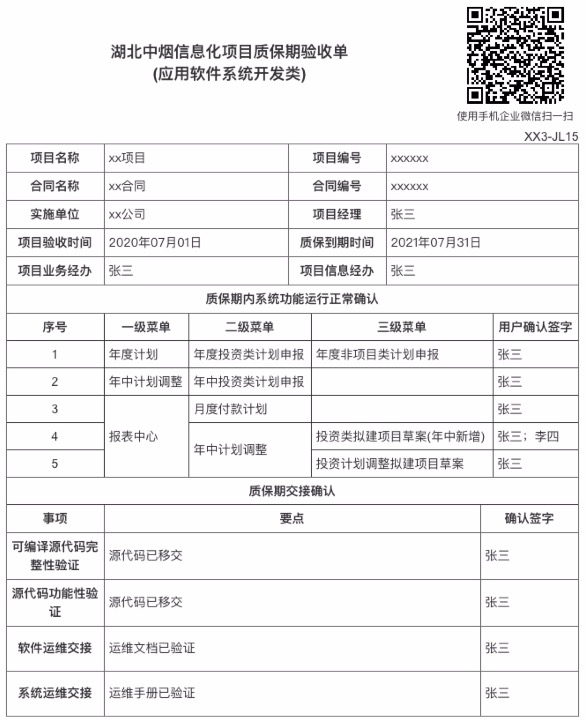 湖北中烟信息化项目质保期验收单
(应用软件系统开发类)
使用手机企业微信扫一扫
XX3-JL15
项目名称 xx项目 项目编号 xxxxxx
合同名称 xx合同 合同编号 xxxxxx
实施单位 xx公司 项目经理 张三
项目验收时间 2020年07月01日 质保到期时间 2021年07月31日
项目业务经办 张三 项目信息经办 张三
质保期内系统功能运行正常确认
序号 一级菜单 二级菜单 三级菜单 用户确认签字
1 年度计划 年度投资类计划申报 年度非项目类计划申报 张三
2 年中计划调整 年中投资类计划申报 张三
3 月度付款计划 张三
4 报表中心 年中计划调整 投资类拟建项目草案(年中新增) 张三；李四
5 投资计划调整拟建项目草案 张三
质保期交接确认
事项 要点 确认签字
可编译源代码完
整性验证 源代码已移交 张三
源代码功能性验
证 源代码已移交 张三
软件运维交接 运维文档已验证 张三
系统运维交接 运维手册已验证 张三